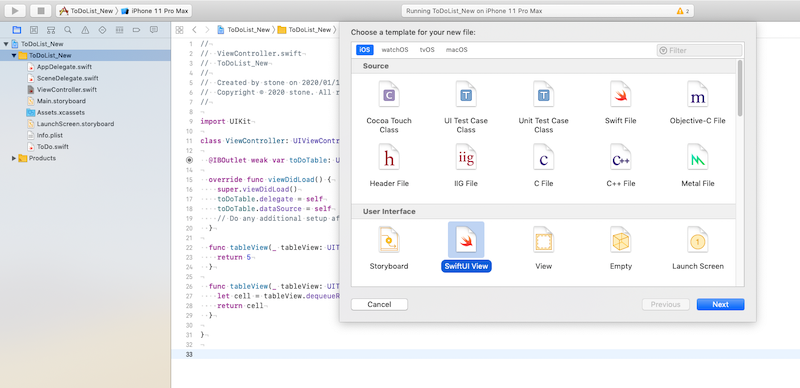 ToDoList_New
iPhone 11 Pro Max
Running ToDoList_New on iPhone 11 Pro Max
2
ToDoList_New
ToDoList_New
AppDelegate.swift
SceneDelegate.swift
ViewController.swift
Main.storyboard
Assets.xcassets
LaunchScreen.storyboard
Info.plist
ToDo.swift
Products
ToDoList_New
ToDoList_New
1 //
2 // ViewController.swift
3 // ToDoList_New
4 //
5 // Created by stone on 2020/01/1
6 // Copyright © 2020 stone. All r
7 //
8
9 import UIKit
10
11 class ViewController: UIViewCont
12
@IBOutlet weak var toDoTable: U
14
15 override func viewDidLoad() {
16 super.viewDidLoad()
17 toDoTable.delegate = self
18 toDoTable.dataSource = self
19 // Do any additional setup af
20 }
21
22 func tableView(_ tableView: UIT
23 return 5
24 }
25
26 func tableView(_ tableView: UIT
27 let cell = tableView.dequeueR
28 return cell
29 }
30
31 }
32
33
Choose a template for your new file:
iOS watchOS tvOS macOS
Filter
Source
C T T m
Cocoa Touch Class
UI Test Case Class
Unit Test Case Class
Swift File
Objective-C File
h iig C C++
Header File
IIG File
C File
C++ File
Metal File
User Interface
1
Storyboard
SwiftUI View
View
Empty
Launch Screen
Cancel
Previous
Next